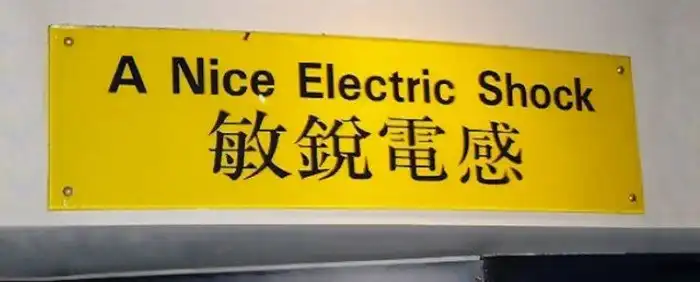 A Nice Electric Shock
敏銳電感